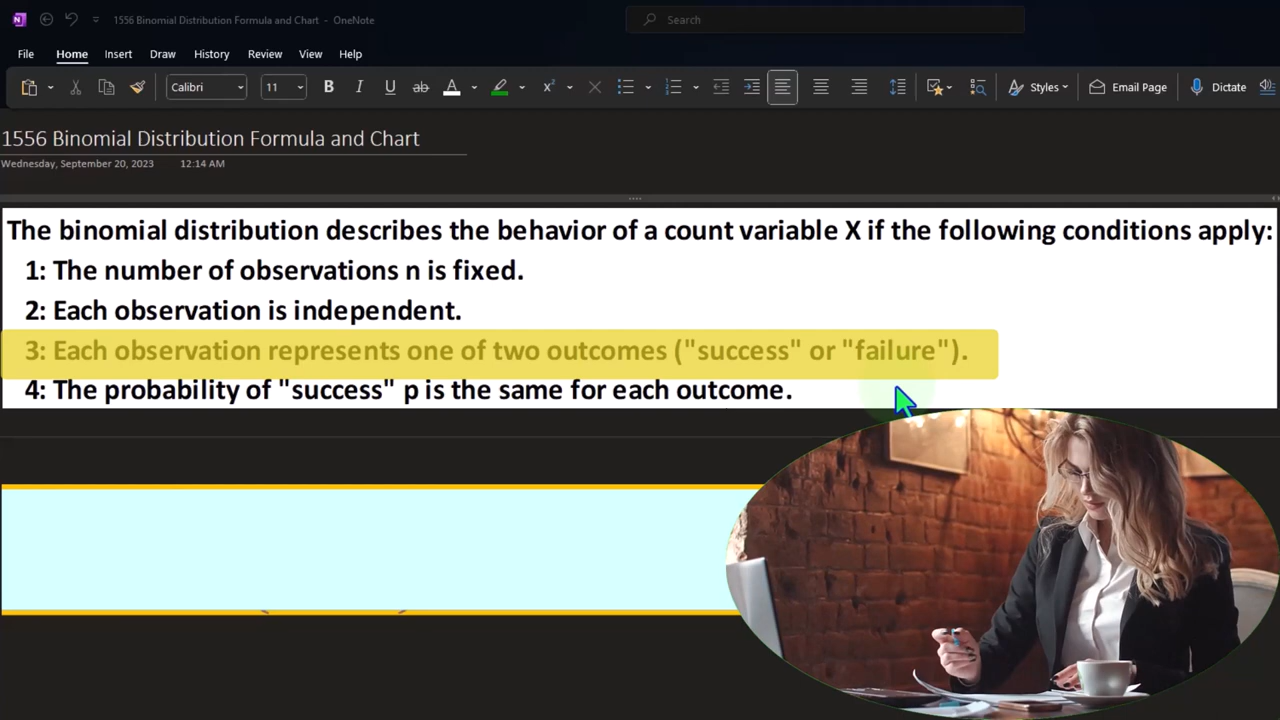 1556 Binomial Distribution Formula and Chart - OneNote
Search
File Home Insert Draw History Review View Help
Calibri 11 B I U ab A x² Styles Email Page Dictate
1556 Binomial Distribution Formula and Chart
Wednesday, September 20, 2023 12:14 AM
The binomial distribution describes the behavior of a count variable X if the following conditions apply:
1: The number of observations n is fixed.
2: Each observation is independent.
3: Each observation represents one of two outcomes ("success" or "failure").
4: The probability of "success" p is the same for each outcome.